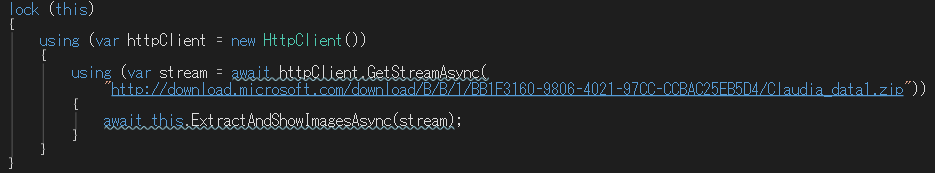 lock (this)
{
using (var httpClient = new HttpClient())
{
using (var stream = await httpClient.GetStreamAsync(
"http://download.microsoft.com/download/B/B/1/BB1F3160-9806-4021-97CC-CCBAC25EB5D4/Claudia_data1.zip"))
{
await this.ExtractAndShowImagesAsync(stream);
}
}
}